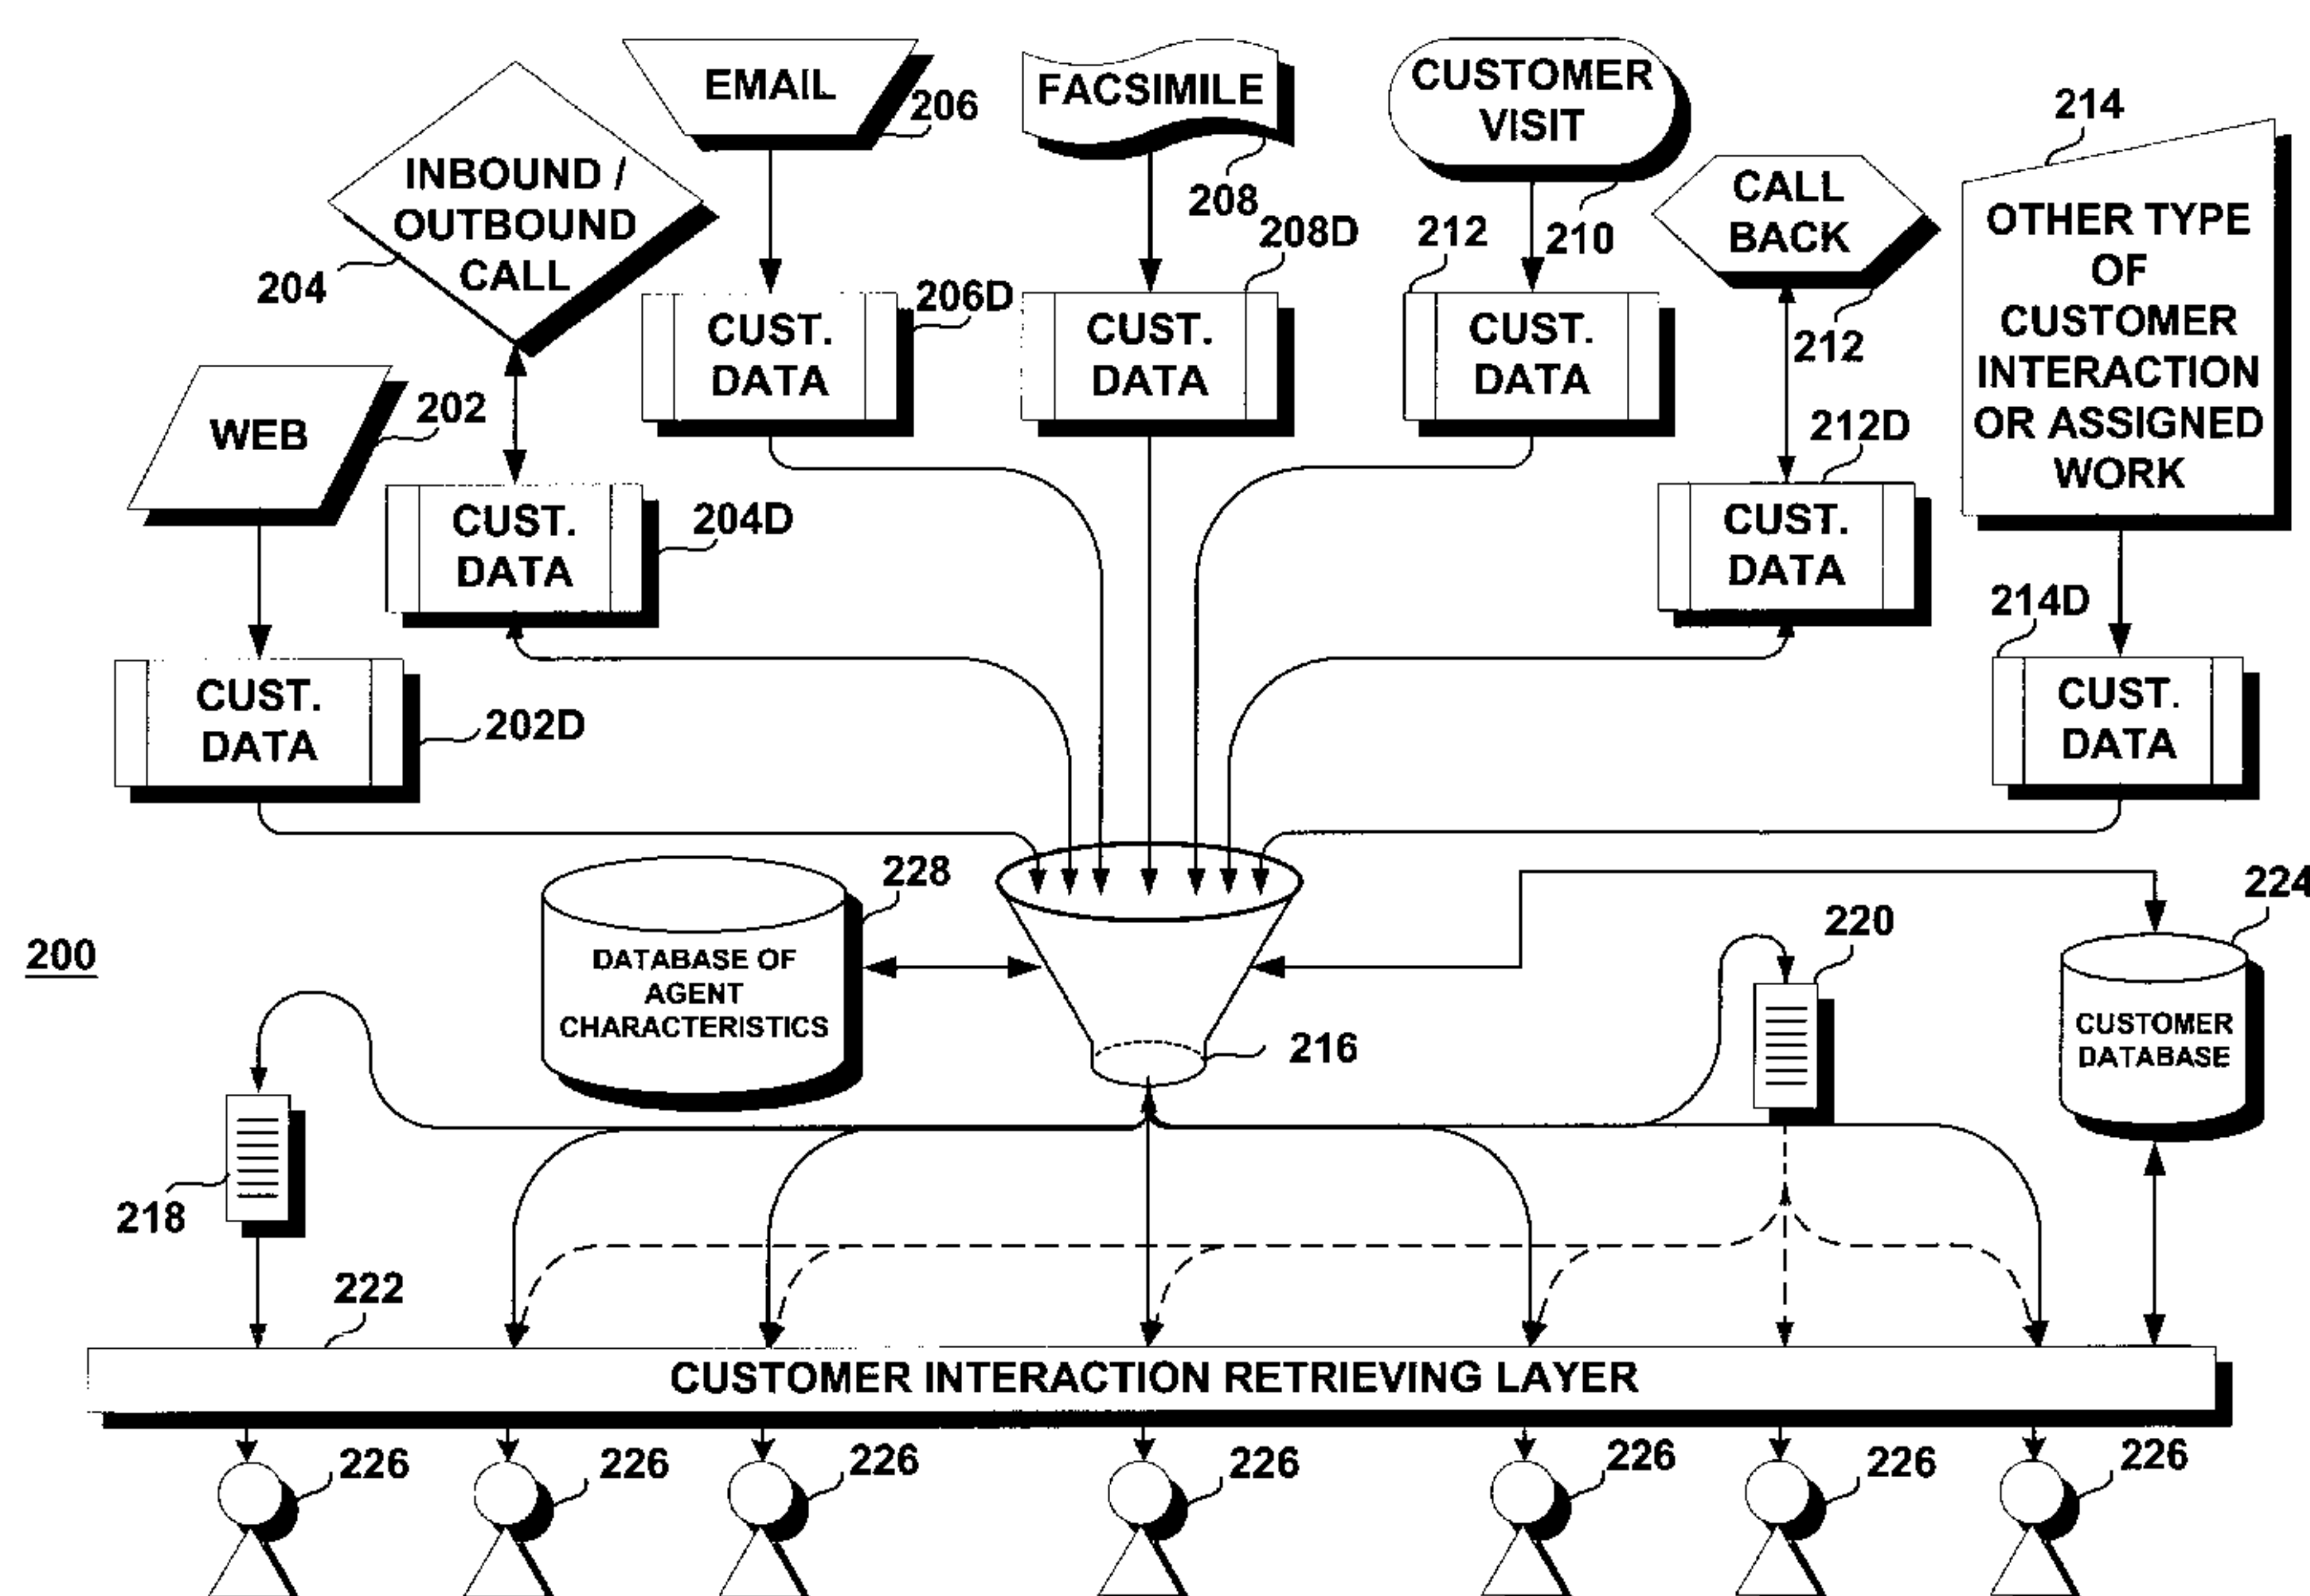 EMAIL
206
FACSIMILE
208
CUSTOMER
VISIT
210
214
INBOUND /
OUTBOUND
CALL
204
CALL
BACK
212
OTHER TYPE
OF
CUSTOMER
INTERACTION
OR ASSIGNED
WORK
206D
208D
212
CUST.
DATA
CUST.
DATA
CUST.
DATA
WEB
202
204D
CUST.
DATA
212D
CUST.
DATA
214D
CUST.
DATA
202D
CUST.
DATA
228
DATABASE OF
AGENT
CHARACTERISTICS
200
216
220
224
CUSTOMER
DATABASE
218
222
CUSTOMER INTERACTION RETRIEVING LAYER
226
226
226
226
226
226
226